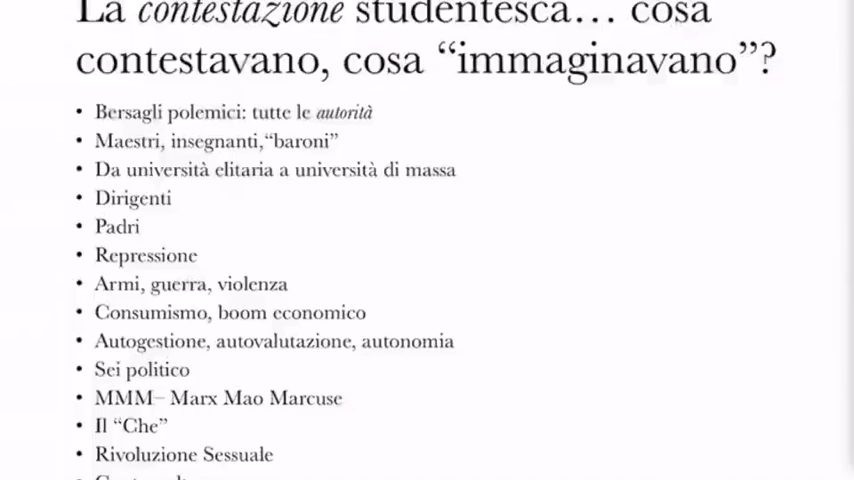 La contestazione studentesca… cosa
contestavano, cosa “immaginavano”?
• Bersagli polemici: tutte le autorità
• Maestri, insegnanti,“baroni”
• Da università elitaria a università di massa
• Dirigenti
• Padri
• Repressione
• Armi, guerra, violenza
• Consumismo, boom economico
• Autogestione, autovalutazione, autonomia
• Sei politico
• MMM– Marx Mao Marcuse
• Il “Che”
• Rivoluzione Sessuale